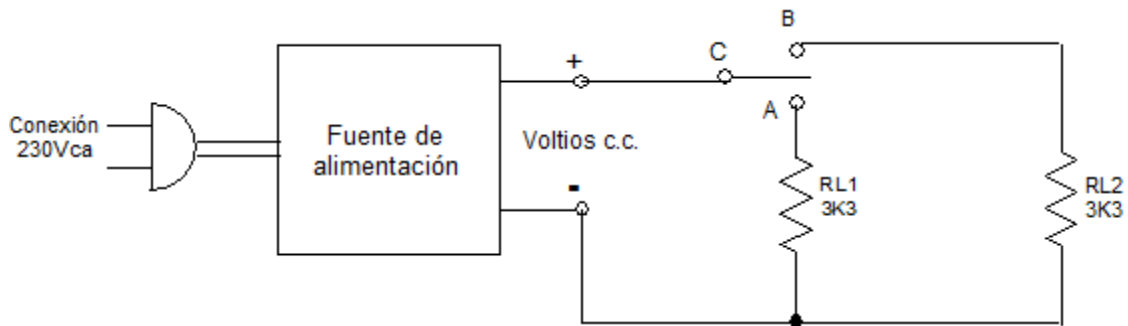 Conexión
230Vca
Fuente de
alimentación
+
Voltios c.c.
-
C
B
A
RL1
3K3
RL2
3K3